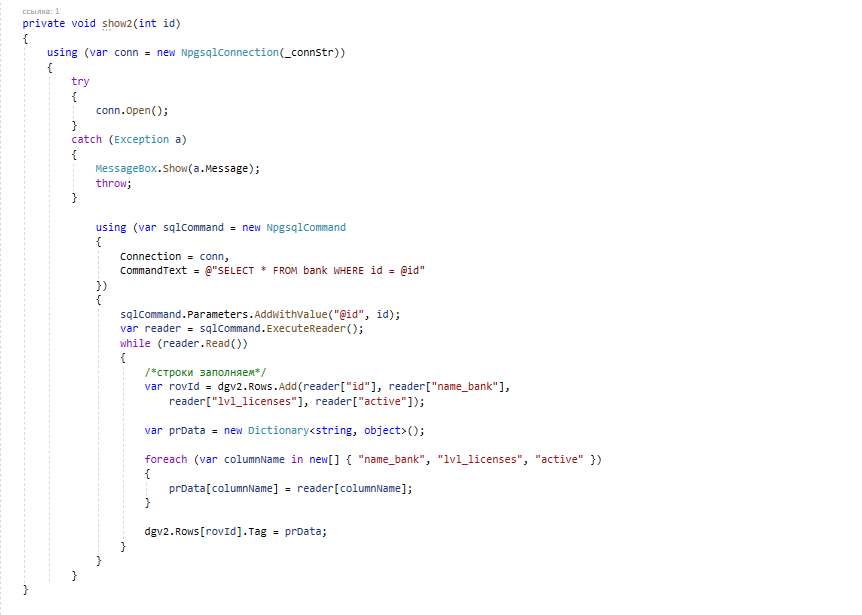 ссылка: 1
private void show2(int id)
{
using (var conn = new NpgsqlConnection(_connStr))
{
try
{
conn.Open();
}
catch (Exception a)
{
MessageBox.Show(a.Message);
throw;
}
using (var sqlCommand = new NpgsqlCommand
{
Connection = conn,
CommandText = @"SELECT * FROM bank WHERE id = @id"
})
{
sqlCommand.Parameters.AddWithValue("@id", id);
var reader = sqlCommand.ExecuteReader();
while (reader.Read())
{
/*строки заполняем*/
var rovId = dgv2.Rows.Add(reader["id"], reader["name_bank"],
reader["lvl_licenses"], reader["active"]);
var prData = new Dictionary<string, object>();
foreach (var columnName in new[] { "name_bank", "lvl_licenses", "active" })
{
prData[columnName] = reader[columnName];
}
dgv2.Rows[rovId].Tag = prData;
}
}
}
}